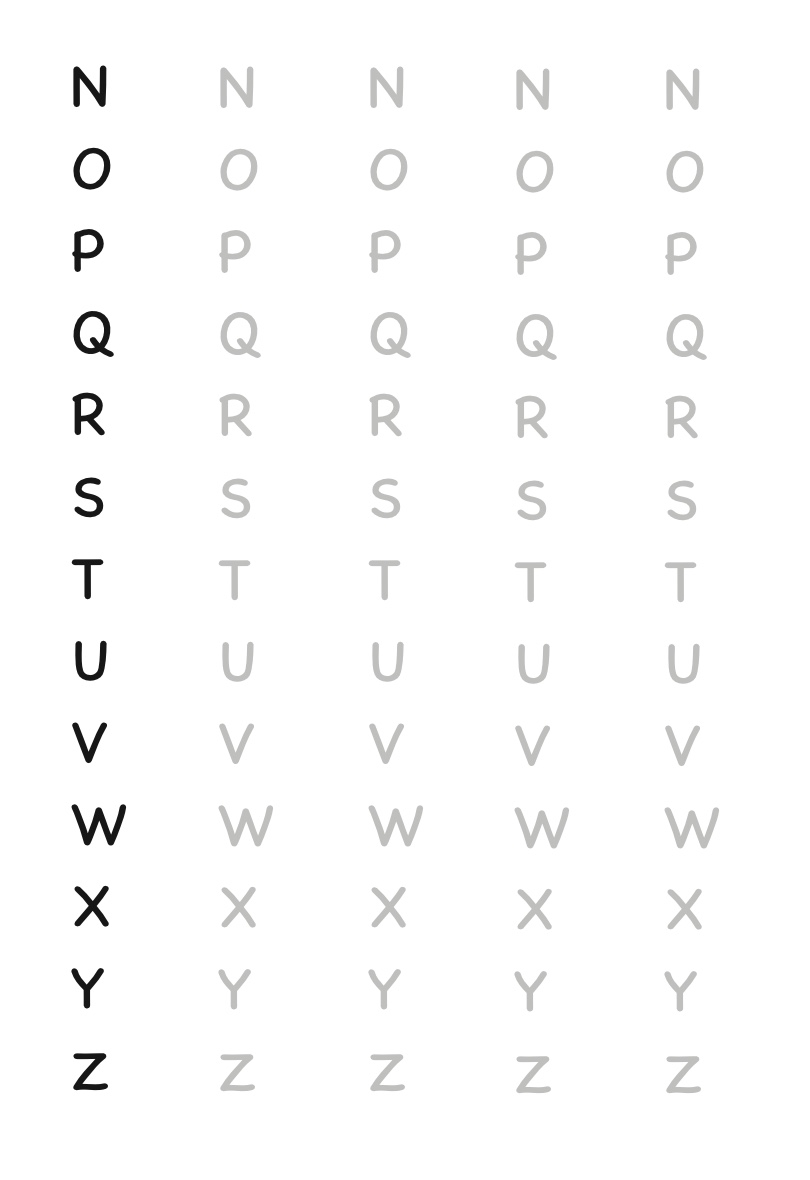 N N N N N
O O O O O
P P P P P
Q Q Q Q Q
R R R R R
S S S S S
T T T T T
U U U U U
V V V V V
W W W W W
X X X X X
Y Y Y Y Y
Z Z Z Z Z